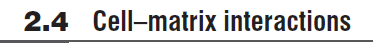 2.4 Cell–matrix interactions